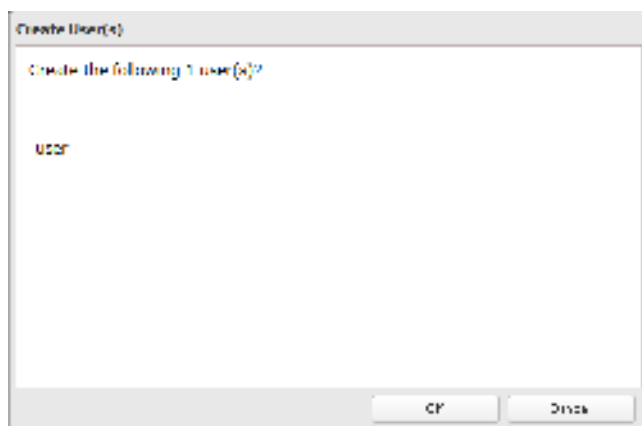 Create User(s)
Create the following 1 user(s)?
user
OK
Cancel